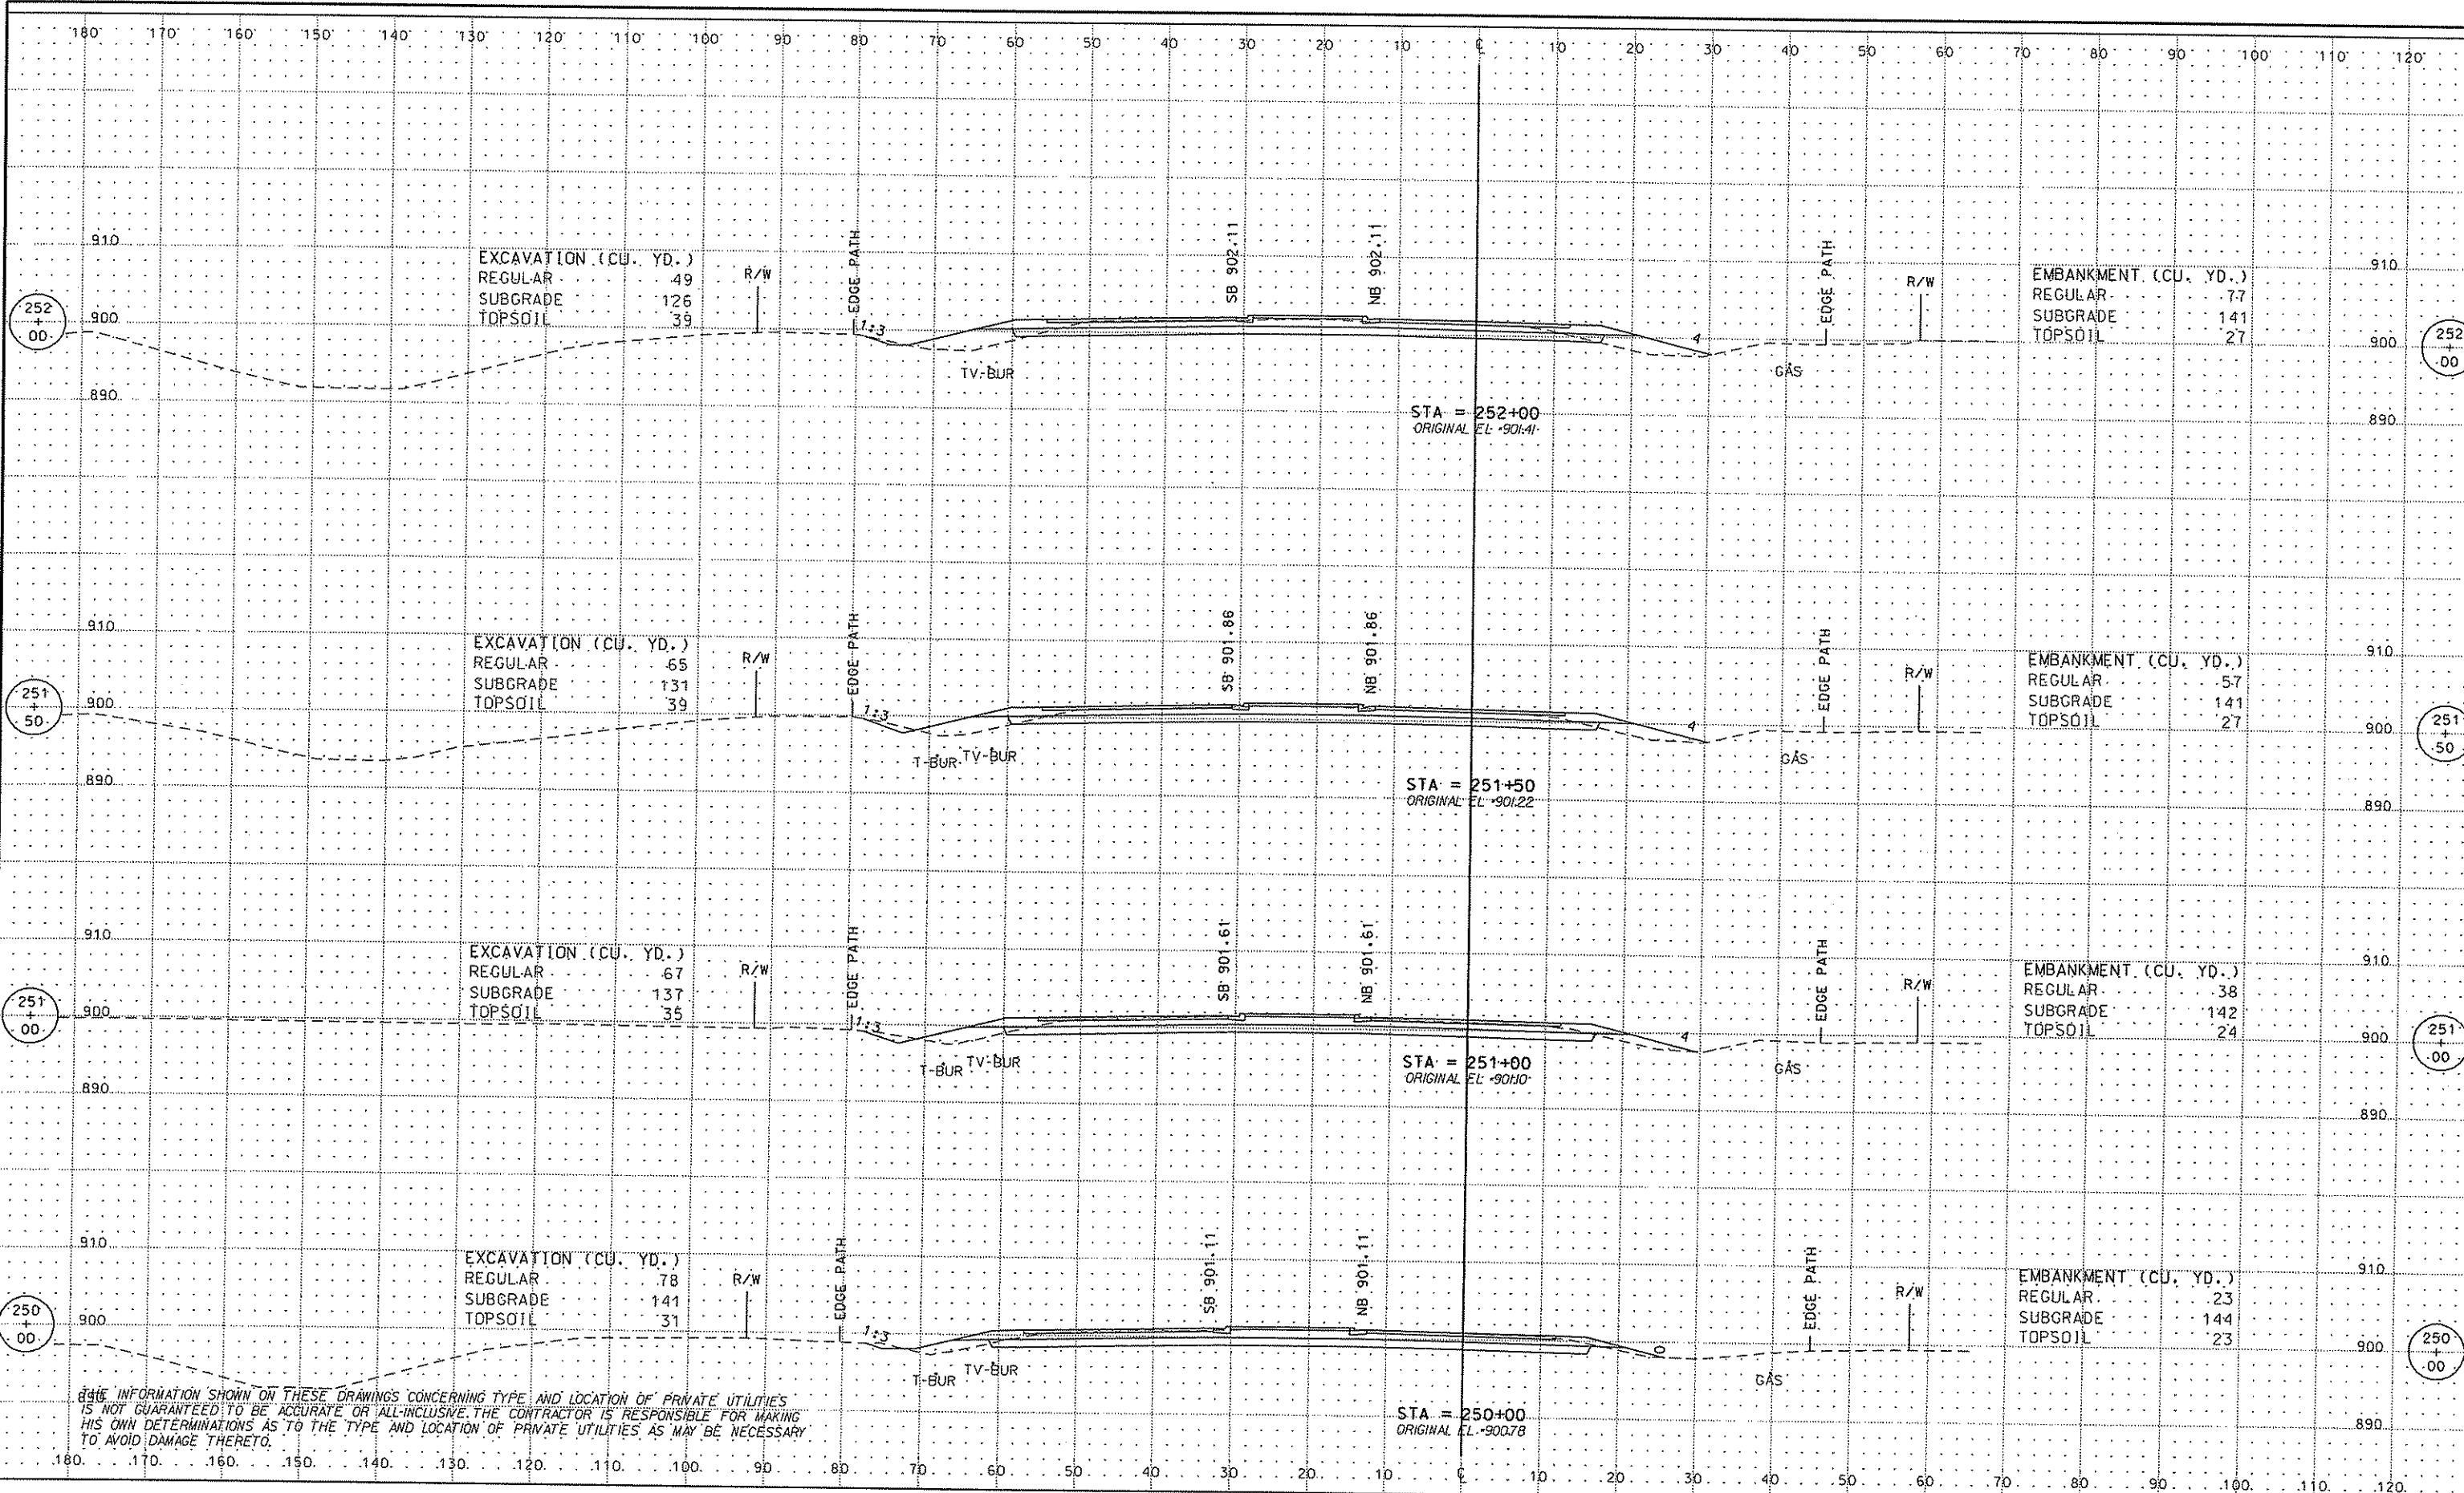 180 170 160 150 140 130 120 110 100 90 80 70 60 50 40 30 20 10 ℄ 10 20 30 40 50 60 70 80 90 100 110 120
910
EXCAVATION (CU. YD.)
REGULAR 49
SUBGRADE 126
TOPSOIL 39
R/W
EDGE PATH
SB 902.11
NB 902.11
EDGE PATH
R/W
EMBANKMENT (CU. YD.)
REGULAR 77
SUBGRADE 141
TOPSOIL 27
910
252
+
00
900
1:3
4
900
252
+
00
TV-BUR
GAS
890
STA = 252+00
ORIGINAL EL = 901.41
890
910
EXCAVATION (CU. YD.)
REGULAR 65
SUBGRADE 131
TOPSOIL 39
R/W
EDGE PATH
SB 901.86
NB 901.86
EDGE PATH
R/W
EMBANKMENT (CU. YD.)
REGULAR 57
SUBGRADE 141
TOPSOIL 27
910
251
+
50
900
1:3
4
900
251
+
50
T-BUR TV-BUR
GAS
890
STA = 251+50
ORIGINAL EL = 901.22
890
910
EXCAVATION (CU. YD.)
REGULAR 67
SUBGRADE 137
TOPSOIL 35
R/W
EDGE PATH
SB 901.61
NB 901.61
EDGE PATH
R/W
EMBANKMENT (CU. YD.)
REGULAR 38
SUBGRADE 142
TOPSOIL 24
910
251
+
00
900
1:3
4
900
251
+
00
T-BUR TV-BUR
GAS
890
STA = 251+00
ORIGINAL EL = 901.10
890
910
EXCAVATION (CU. YD.)
REGULAR 78
SUBGRADE 141
TOPSOIL 31
R/W
EDGE PATH
SB 901.11
NB 901.11
EDGE PATH
R/W
EMBANKMENT (CU. YD.)
REGULAR 23
SUBGRADE 144
TOPSOIL 23
910
250
+
00
900
1:3
0
900
250
+
00
T-BUR TV-BUR
GAS
890
STA = 250+00
ORIGINAL EL = 900.78
890
THE INFORMATION SHOWN ON THESE DRAWINGS CONCERNING TYPE AND LOCATION OF PRIVATE UTILITIES
IS NOT GUARANTEED TO BE ACCURATE OR ALL-INCLUSIVE. THE CONTRACTOR IS RESPONSIBLE FOR MAKING
HIS OWN DETERMINATIONS AS TO THE TYPE AND LOCATION OF PRIVATE UTILITIES AS MAY BE NECESSARY
TO AVOID DAMAGE THERETO.
180 170 160 150 140 130 120 110 100 90 80 70 60 50 40 30 20 10 ℄ 10 20 30 40 50 60 70 80 90 100 110 120